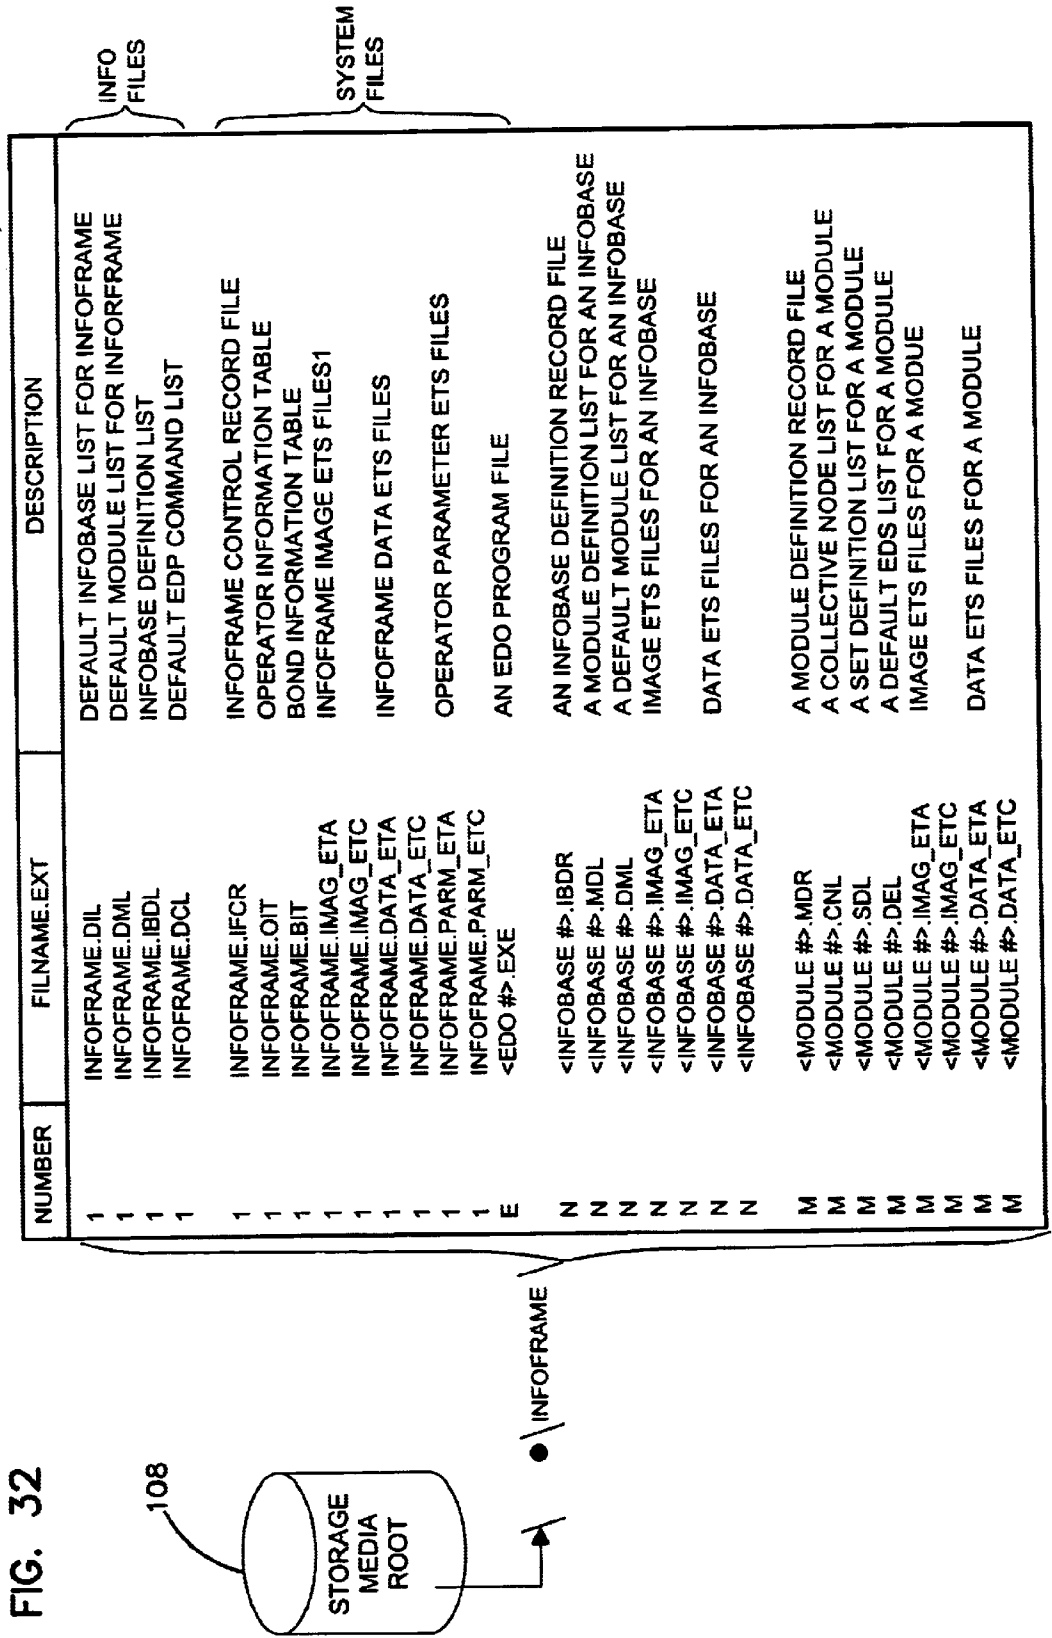 FIG. 32
108
STORAGE
MEDIA
ROOT
/ ● / INFOFRAME
NUMBER FILNAME.EXT DESCRIPTION
1 INFOFRAME.DIL DEFAULT INFOBASE LIST FOR INFOFRAME
1 INFOFRAME.DML DEFAULT MODULE LIST FOR INFORFRAME
1 INFOFRAME.IBDL INFOBASE DEFINITION LIST
1 INFOFRAME.DCL DEFAULT EDP COMMAND LIST
INFO
FILES
1 INFOFRAME.IFCR INFOFRAME CONTROL RECORD FILE
1 INFOFRAME.OIT OPERATOR INFORMATION TABLE
1 INFOFRAME.BIT BOND INFORMATION TABLE
1 INFOFRAME.IMAG_ETA INFOFRAME IMAGE ETS FILES1
1 INFOFRAME.IMAG_ETC
1 INFOFRAME.DATA_ETA INFOFRAME DATA ETS FILES
1 INFOFRAME.DATA_ETC
1 INFOFRAME.PARM_ETA OPERATOR PARAMETER ETS FILES
1 INFOFRAME.PARM_ETC
E <EDO #>.EXE AN EDO PROGRAM FILE
SYSTEM
FILES
N <INFOBASE #>.IBDR AN INFOBASE DEFINITION RECORD FILE
N <INFOBASE #>.MDL A MODULE DEFINITION LIST FOR AN INFOBASE
N <INFOBASE #>.DML A DEFAULT MODULE LIST FOR AN INFOBASE
N <INFOBASE #>.IMAG_ETA IMAGE ETS FILES FOR AN INFOBASE
N <INFOBASE #>.IMAG_ETC
N <INFOBASE #>.DATA_ETA DATA ETS FILES FOR AN INFOBASE
N <INFOBASE #>.DATA_ETC
M <MODULE #>.MDR A MODULE DEFINITION RECORD FILE
M <MODULE #>.CNL A COLLECTIVE NODE LIST FOR A MODULE
M <MODULE #>.SDL A SET DEFINITION LIST FOR A MODULE
M <MODULE #>.DEL A DEFAULT EDS LIST FOR A MODULE
M <MODULE #>.IMAG_ETA IMAGE ETS FILES FOR A MODUE
M <MODULE #>.IMAG_ETC
M <MODULE #>.DATA_ETA DATA ETS FILES FOR A MODULE
M <MODULE #>.DATA_ETC